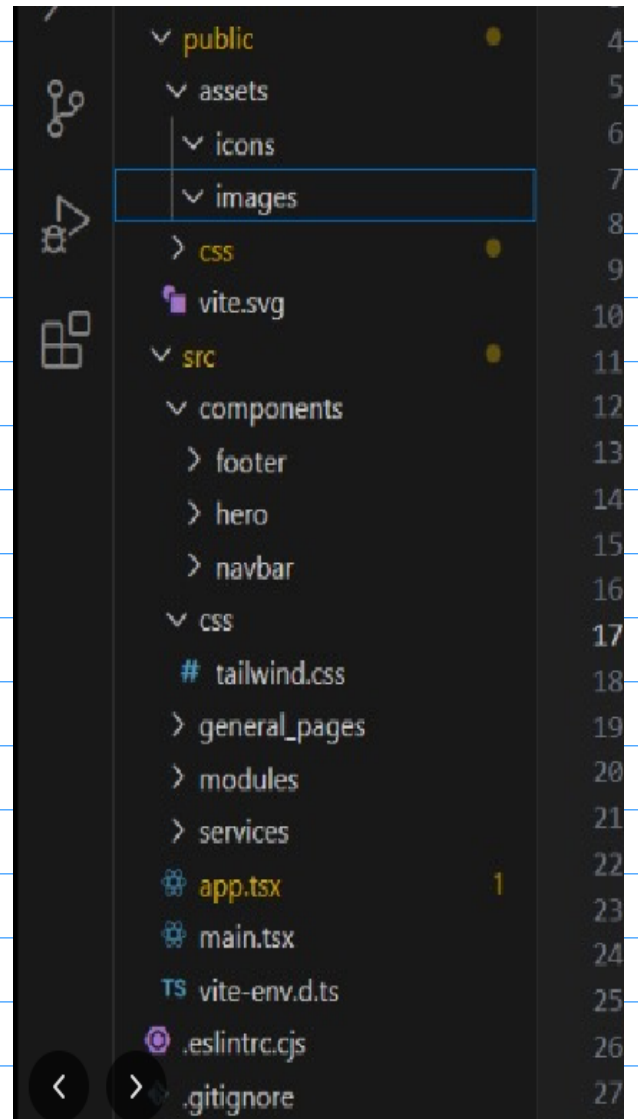 public
4
assets
5
icons
6
images
7
8
css
9
vite.svg
10
src
11
components
12
footer
13
hero
14
navbar
15
16
css
17
# tailwind.css
18
general_pages
19
modules
20
services
21
22
app.tsx 1
23
main.tsx
24
TS vite-env.d.ts
25
.eslintrc.cjs
26
.gitignore
27